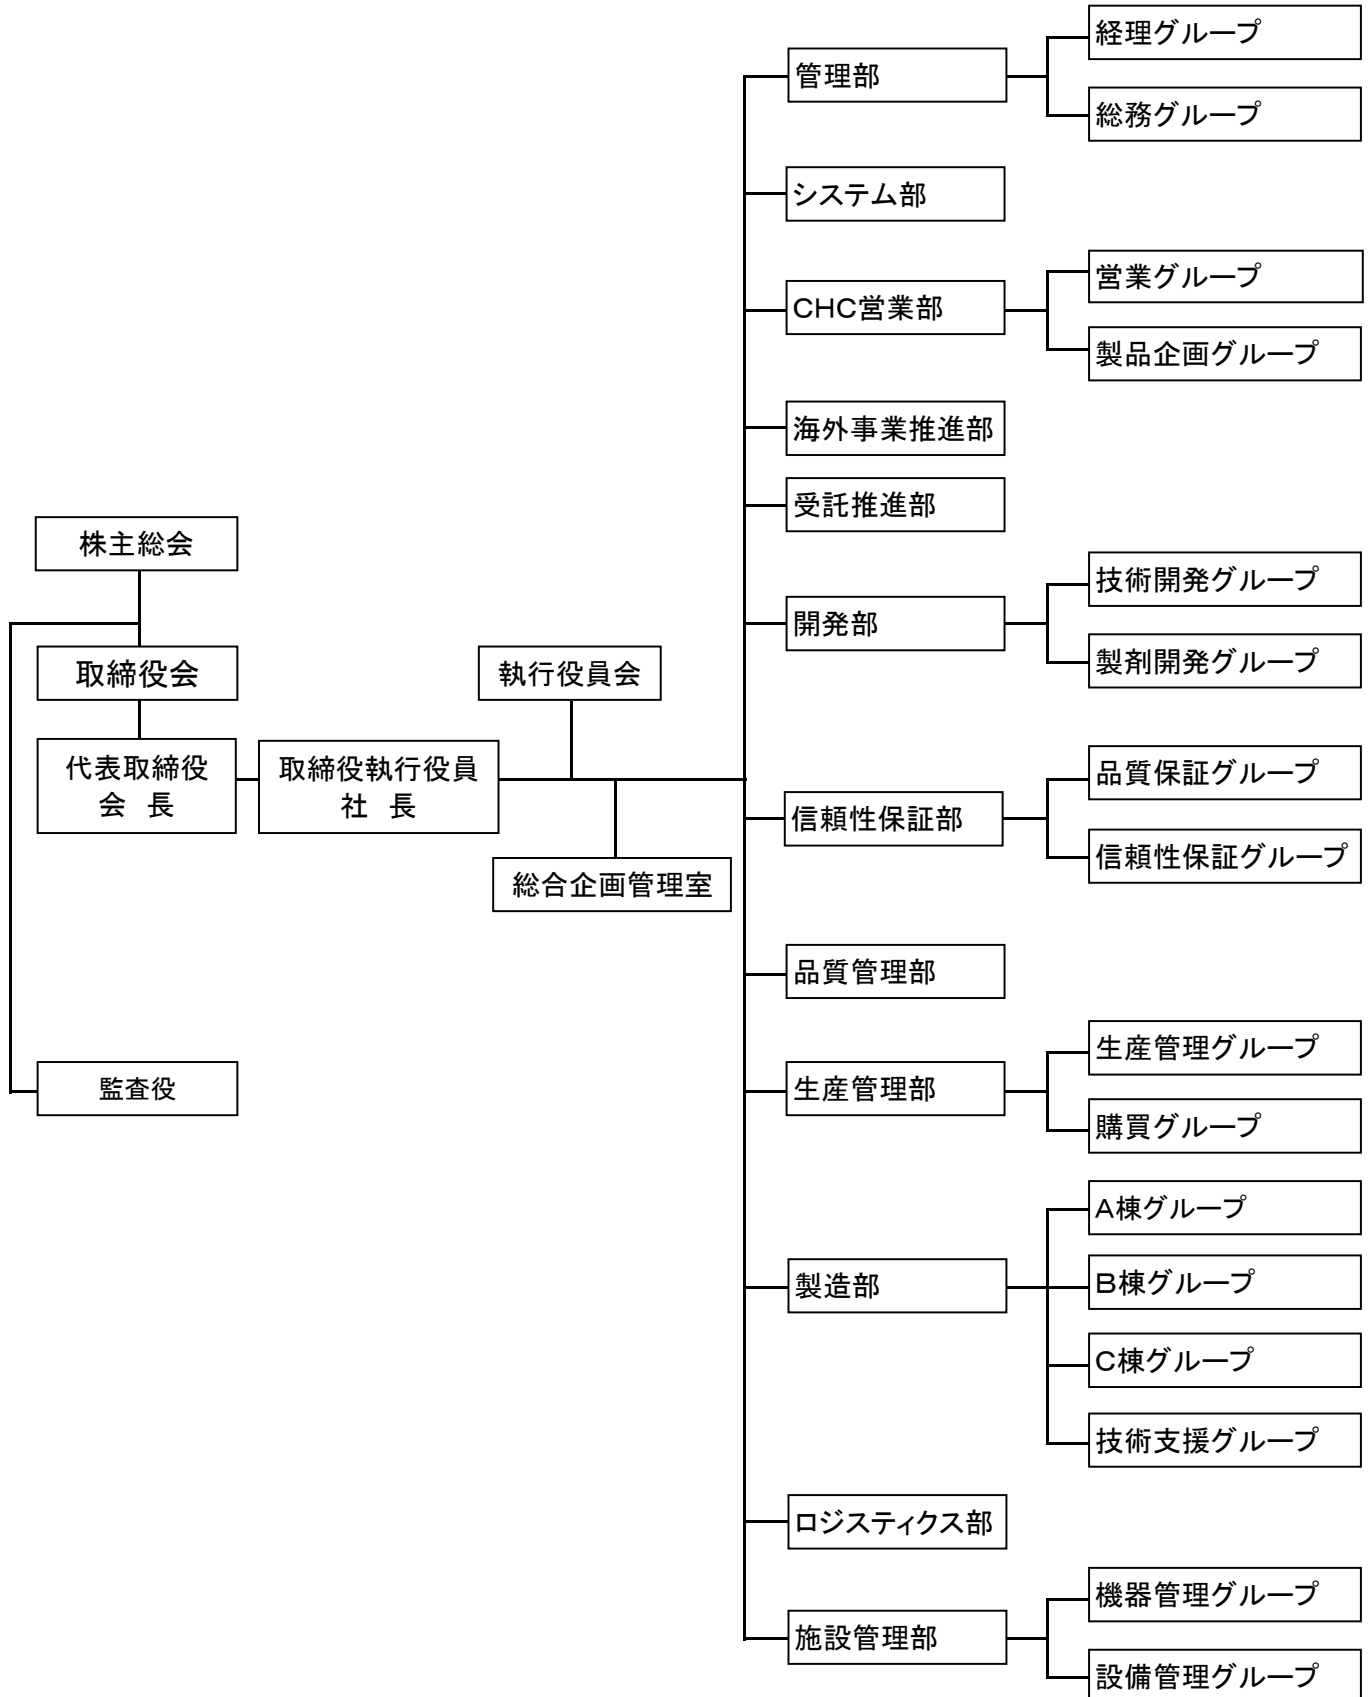 株主総会
取締役会
代表取締役
会 長
取締役執行役員
社 長
執行役員会
総合企画管理室
監査役
管理部
経理グループ
総務グループ
システム部
CHC営業部
営業グループ
製品企画グループ
海外事業推進部
受託推進部
開発部
技術開発グループ
製剤開発グループ
信頼性保証部
品質保証グループ
信頼性保証グループ
品質管理部
生産管理部
生産管理グループ
購買グループ
製造部
A棟グループ
B棟グループ
C棟グループ
技術支援グループ
ロジスティクス部
施設管理部
機器管理グループ
設備管理グループ